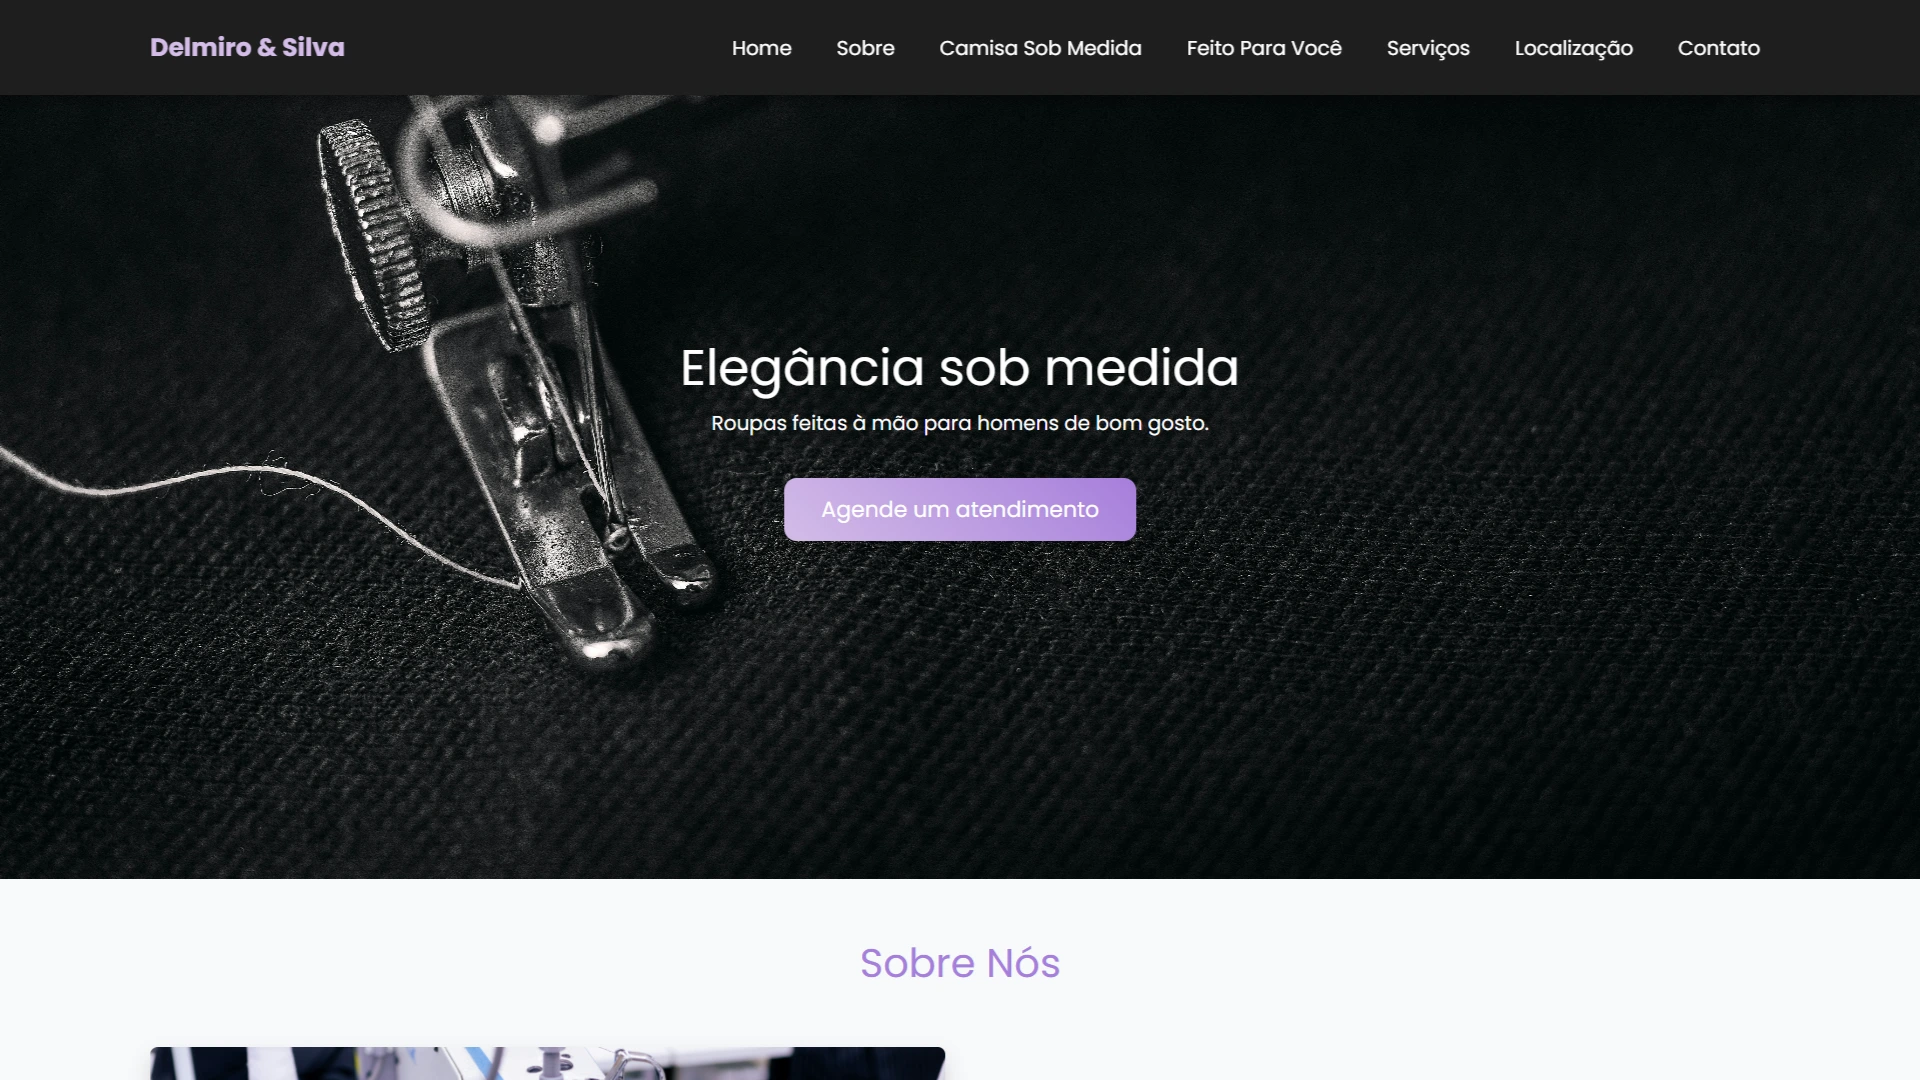 Delmiro & Silva
Home
Sobre
Camisa Sob Medida
Feito Para Você
Serviços
Localização
Contato
Elegância sob medida
Roupas feitas à mão para homens de bom gosto.
Agende um atendimento
Sobre Nós